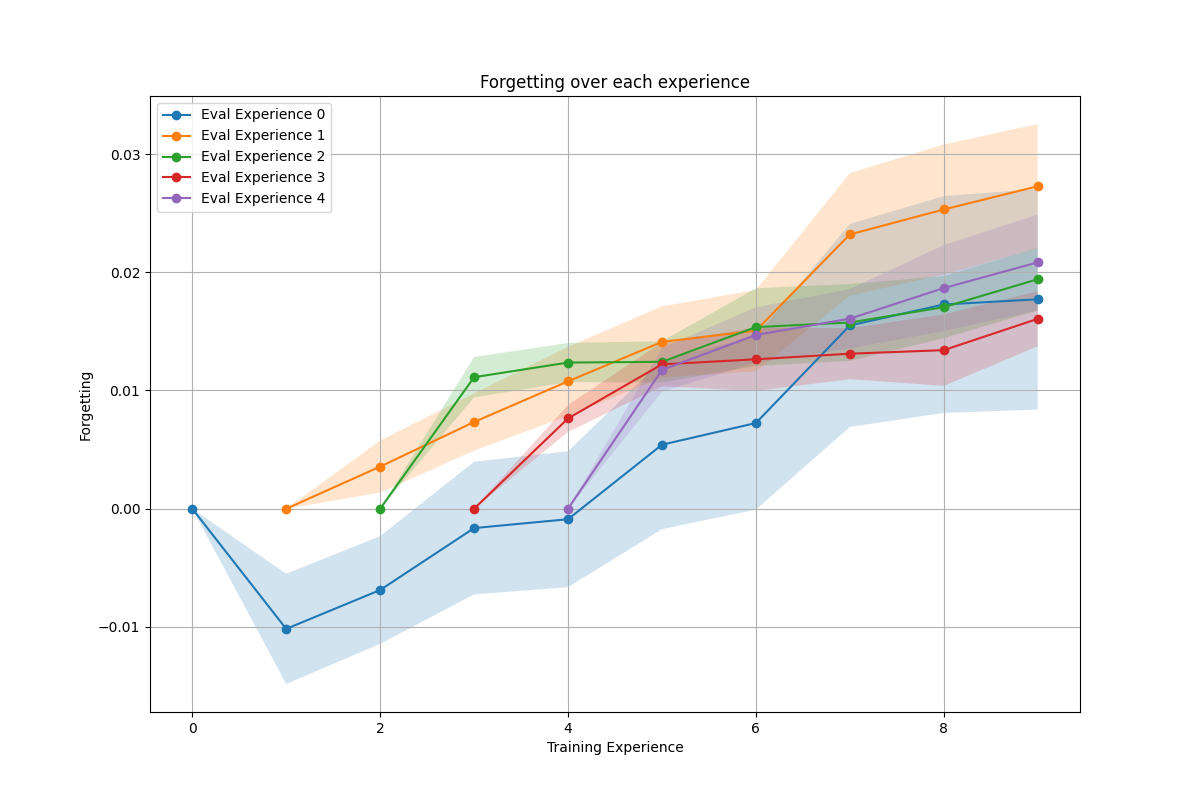 Forgetting over each experience
Eval Experience 0
Eval Experience 1
Eval Experience 2
Eval Experience 3
Eval Experience 4
0.03
0.02
0.01
0.00
−0.01
Forgetting
0 2 4 6 8
Training Experience